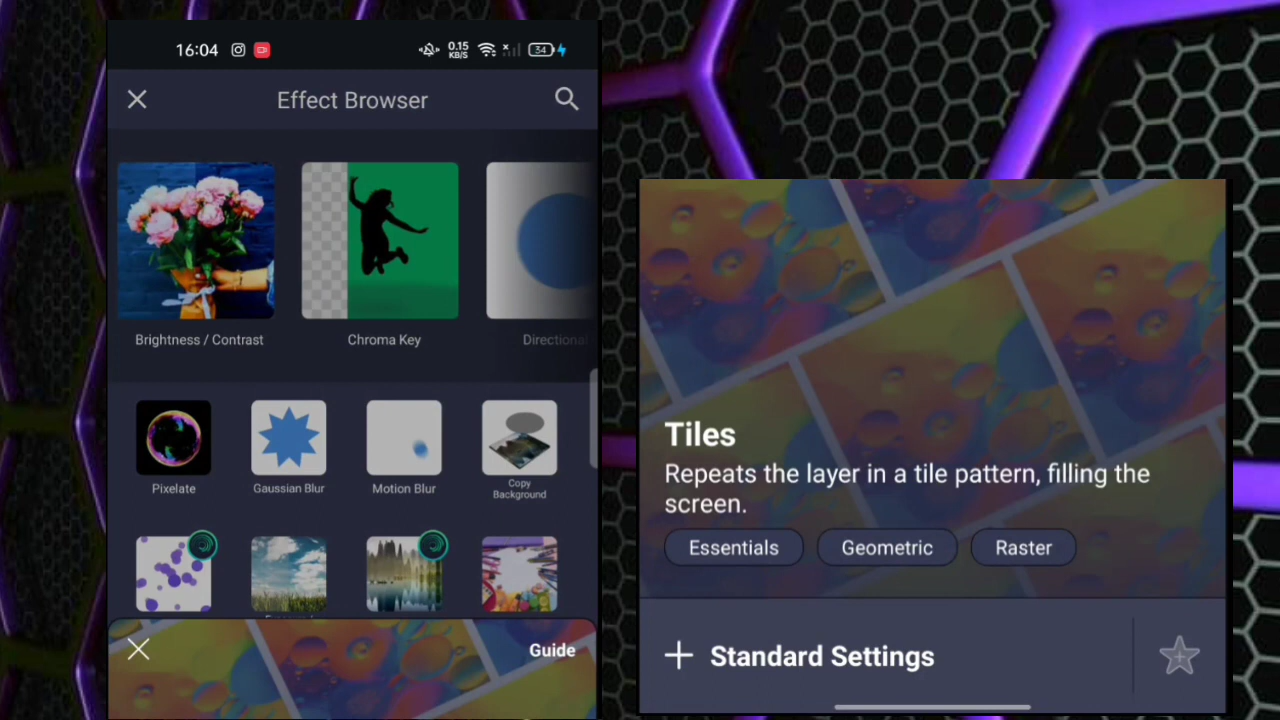 16:04
0.15
KB/S
34
Effect Browser
Brightness / Contrast
Chroma Key
Directional
Pixelate
Gaussian Blur
Motion Blur
Copy
Background
Guide
Tiles
Repeats the layer in a tile pattern, filling the
screen.
Essentials
Geometric
Raster
Standard Settings